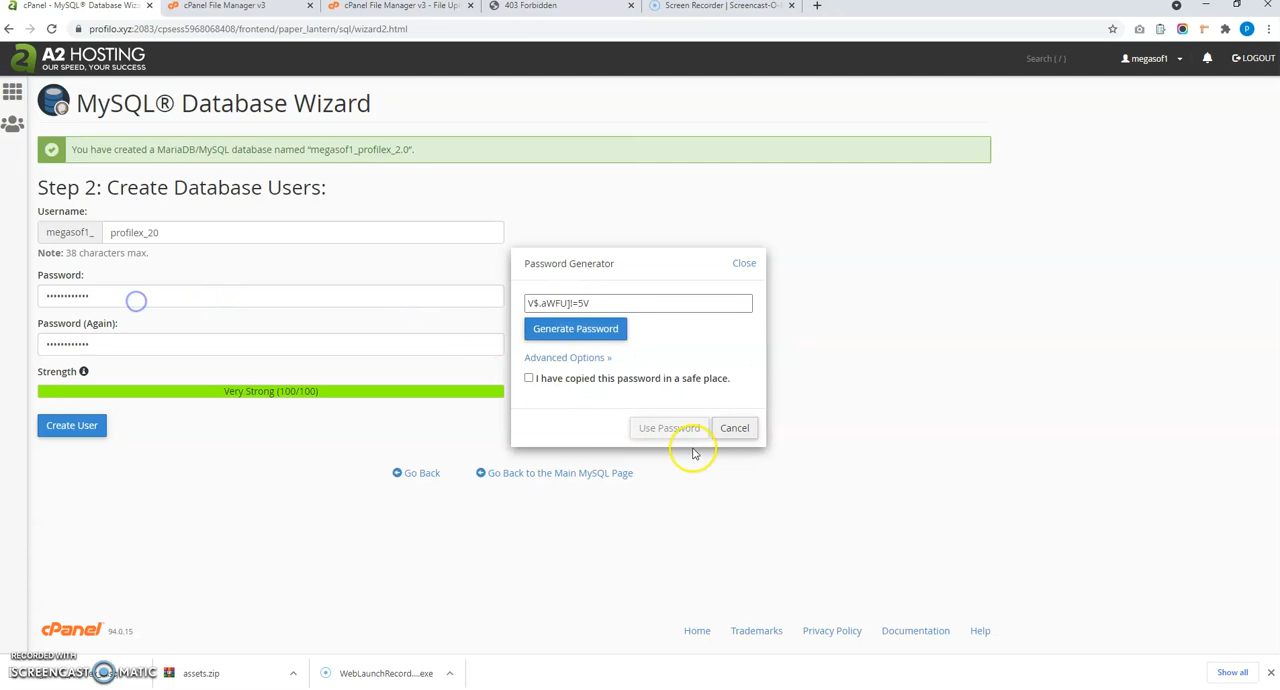 cPanel - MySQL® Database Wizard
cPanel File Manager v3
cPanel File Manager v3 - File Up
403 Forbidden
Screen Recorder | Screencast-O-
profilo.xyz:2083/cpsess5968068408/frontend/paper_lantern/sql/wizard2.html
P
A2 HOSTING
OUR SPEED, YOUR SUCCESS
Search ( / )
megasof1
LOGOUT
MySQL® Database Wizard
You have created a MariaDB/MySQL database named "megasof1_profilex_2.0".
Step 2: Create Database Users:
Username:
megasof1_ profilex_20
Note: 38 characters max.
Password:
••••••••••••
Password (Again):
••••••••••••
Strength
Very Strong (100/100)
Create User
Password Generator
Close
V$.aWFU]!=5V
Generate Password
Advanced Options »
I have copied this password in a safe place.
Use Password
Cancel
Go Back
Go Back to the Main MySQL Page
cPanel 94.0.15
Home Trademarks Privacy Policy Documentation Help
RECORDED WITH
SCREENCAST MATIC
assets.zip
WebLaunchRecord....exe
Show all